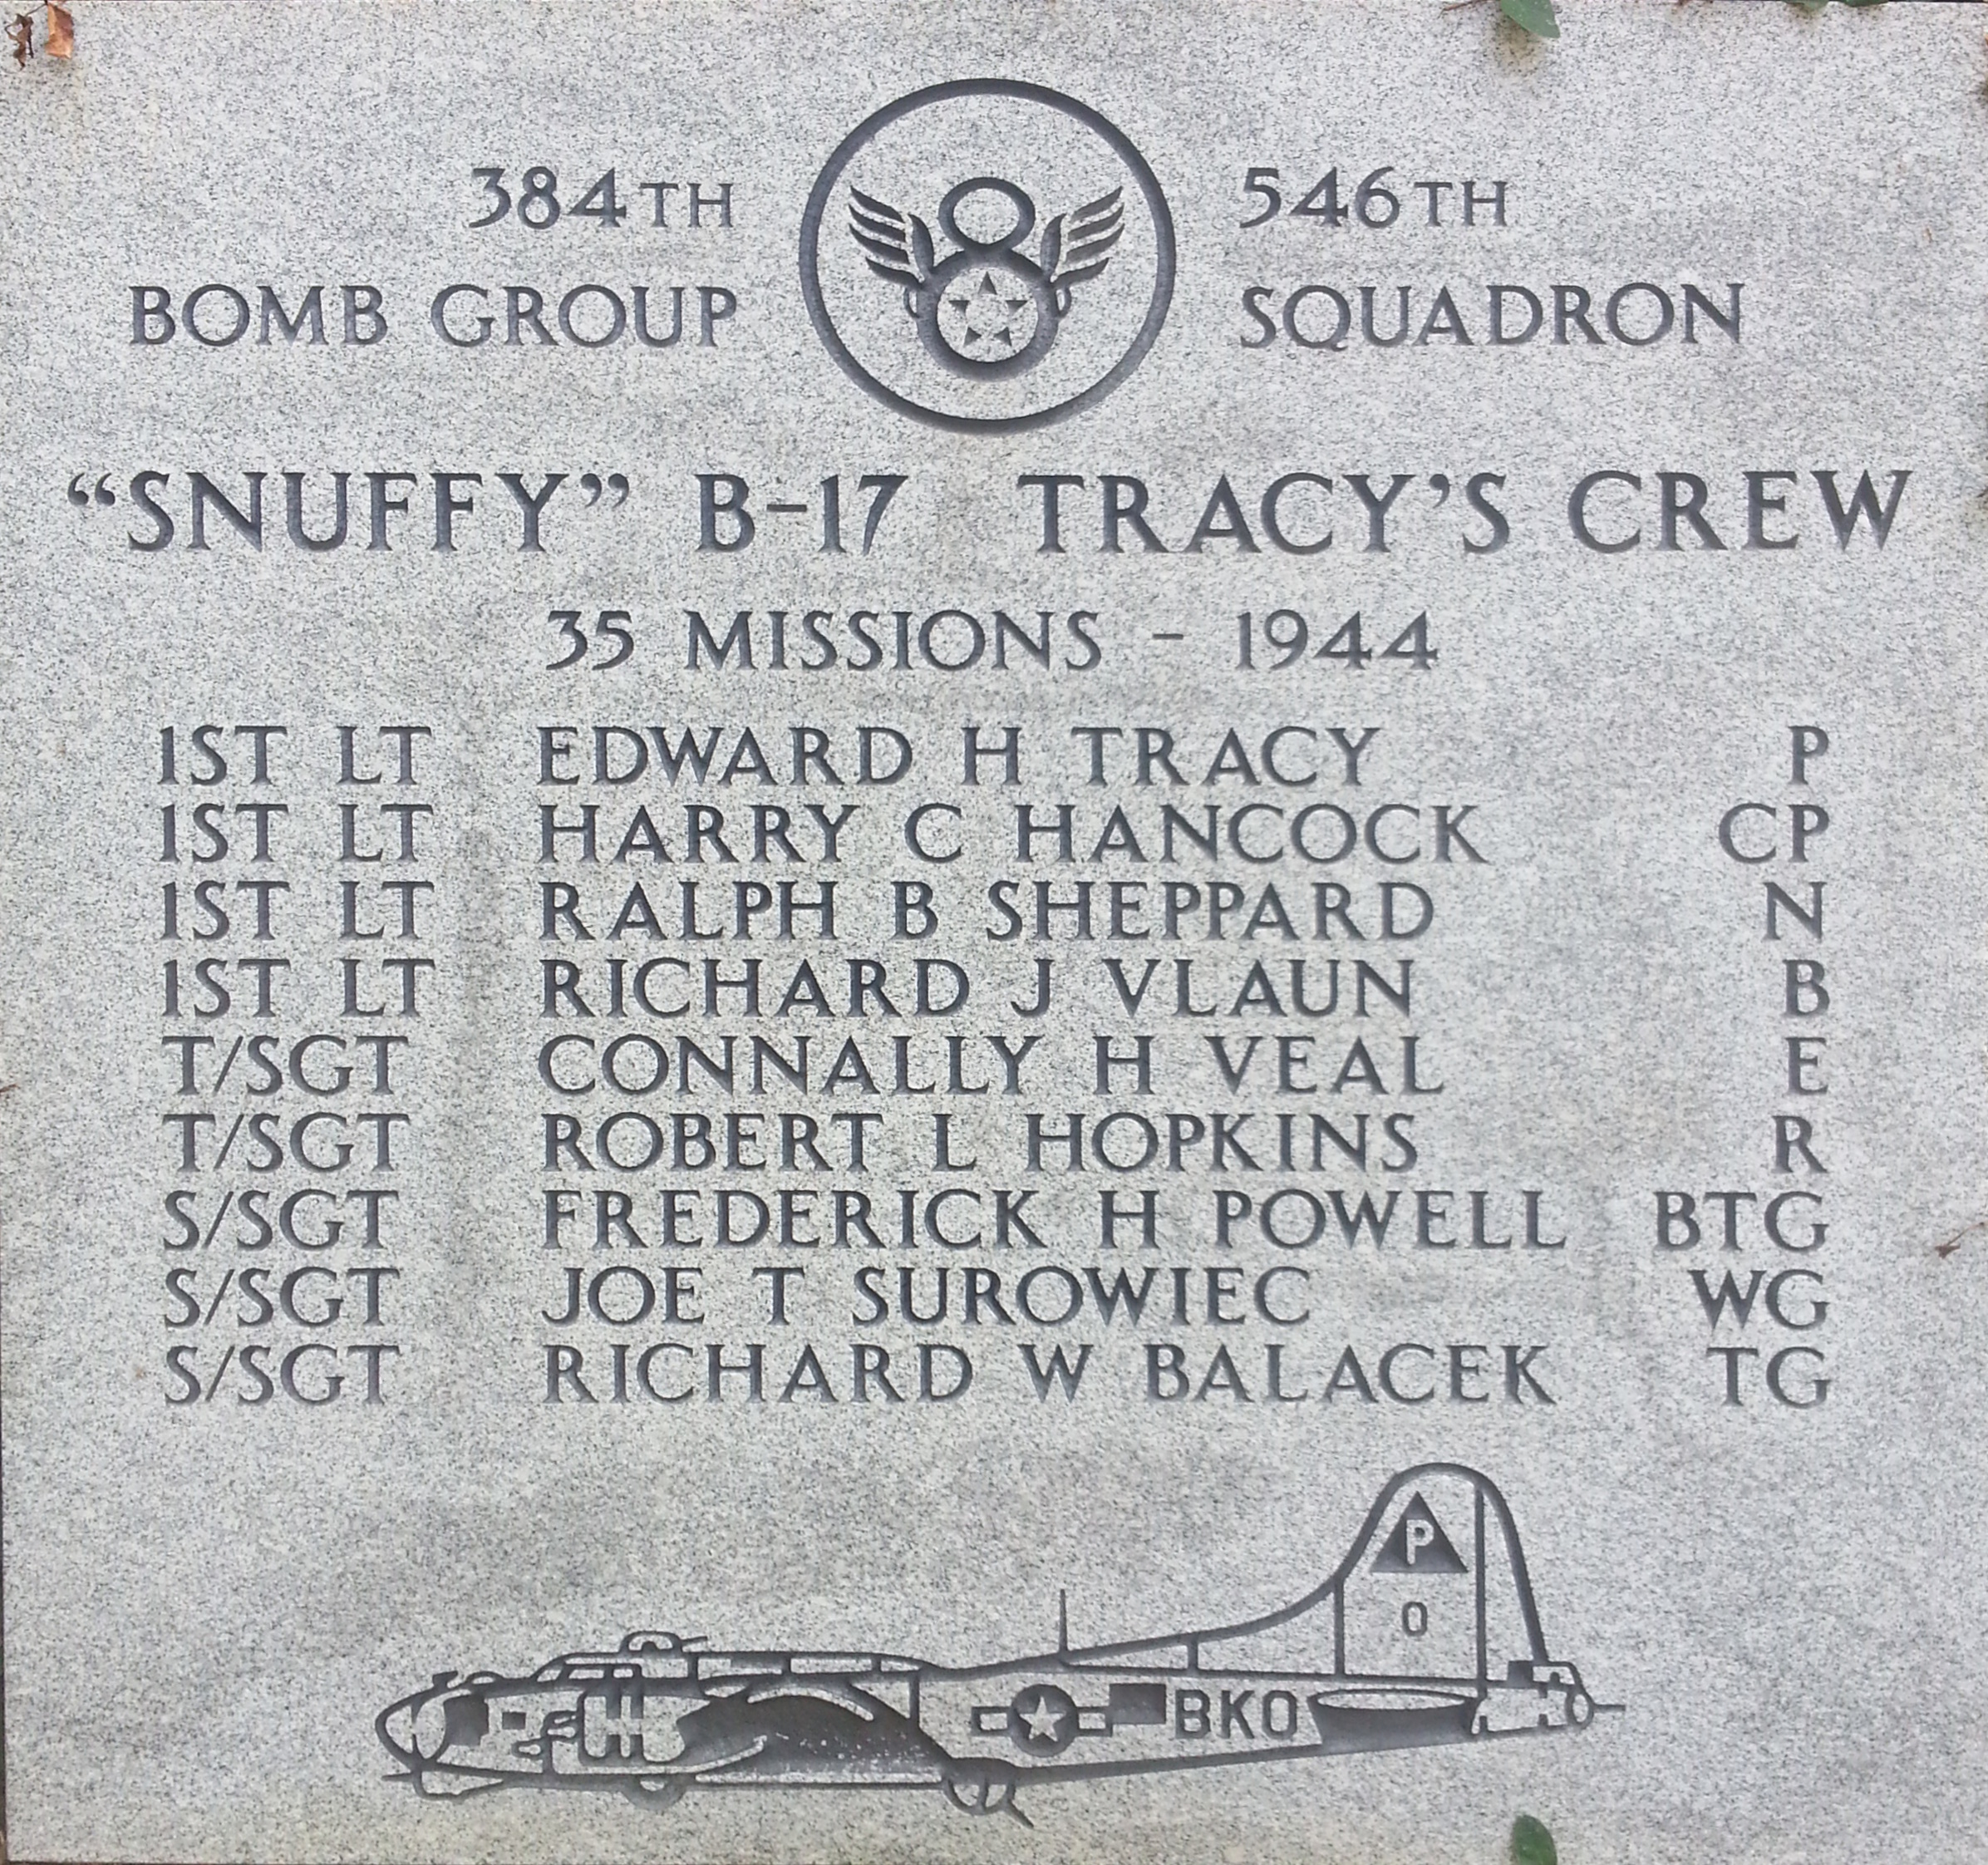 384TH
BOMB GROUP
546TH
SQUADRON
“SNUFFY” B-17 TRACY’S CREW
35 MISSIONS - 1944
1ST LT EDWARD H TRACY P
1ST LT HARRY C HANCOCK CP
1ST LT RALPH B SHEPPARD N
1ST LT RICHARD J VLAUN B
T/SGT CONNALLY H VEAL E
T/SGT ROBERT L HOPKINS R
S/SGT FREDERICK H POWELL BTG
S/SGT JOE T SUROWIEC WG
S/SGT RICHARD W BALACEK TG
P
O
BKO